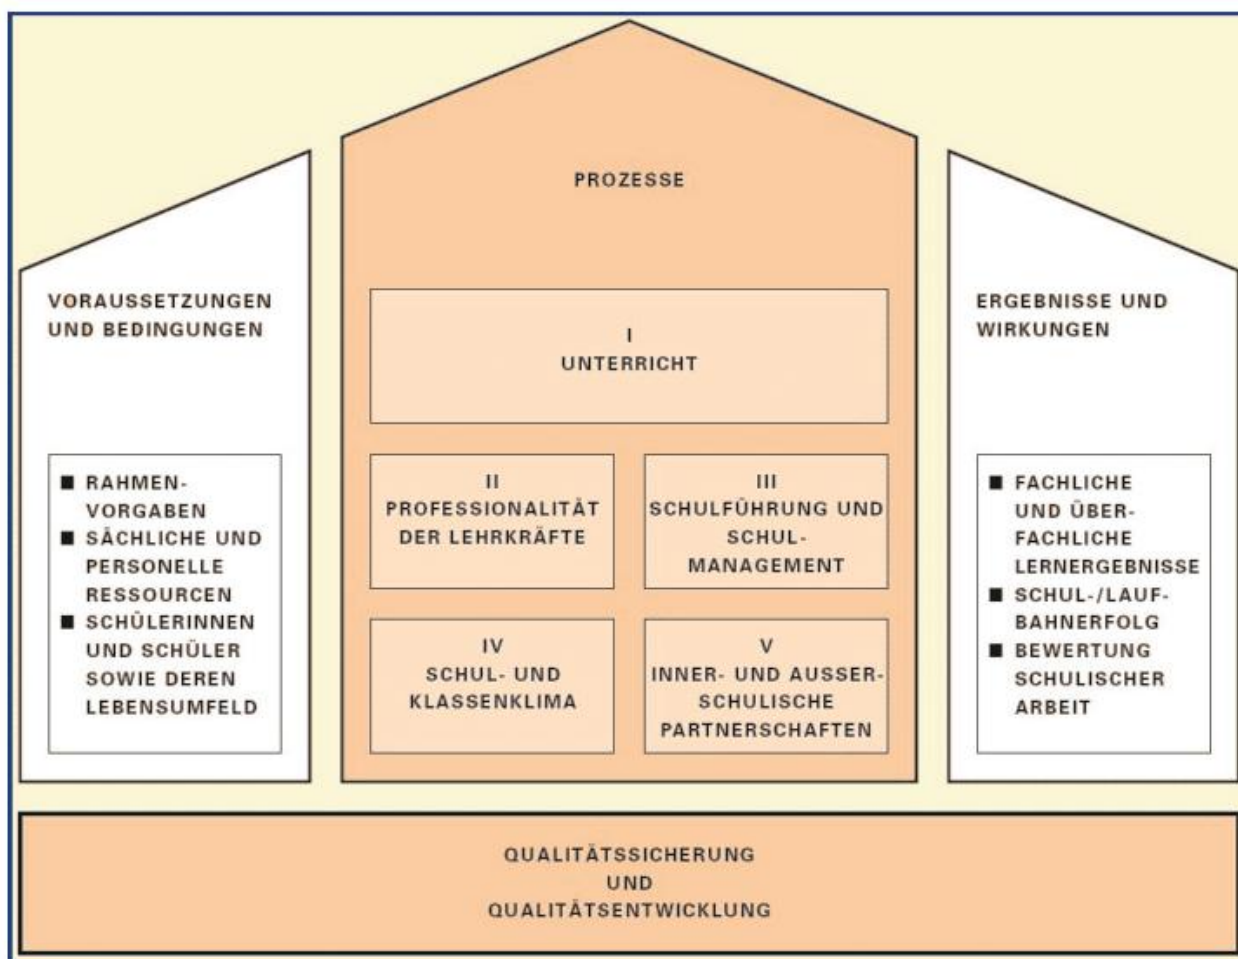 PROZESSE
VORAUSSETZUNGEN
UND BEDINGUNGEN
■ RAHMEN-
VORGABEN
■ SÄCHLICHE UND
PERSONELLE
RESSOURCEN
■ SCHÜLERINNEN
UND SCHÜLER
SOWIE DEREN
LEBENSUMFELD
I
UNTERRICHT
II
PROFESSIONALITÄT
DER LEHRKRÄFTE
III
SCHULFÜHRUNG UND
SCHUL-
MANAGEMENT
IV
SCHUL- UND
KLASSENKLIMA
V
INNER- UND AUSSER-
SCHULISCHE
PARTNERSCHAFTEN
ERGEBNISSE UND
WIRKUNGEN
■ FACHLICHE
UND ÜBER-
FACHLICHE
LERNERGEBNISSE
■ SCHUL-/LAUF-
BAHNERFOLG
■ BEWERTUNG
SCHULISCHER
ARBEIT
QUALITÄTSSICHERUNG
UND
QUALITÄTSENTWICKLUNG